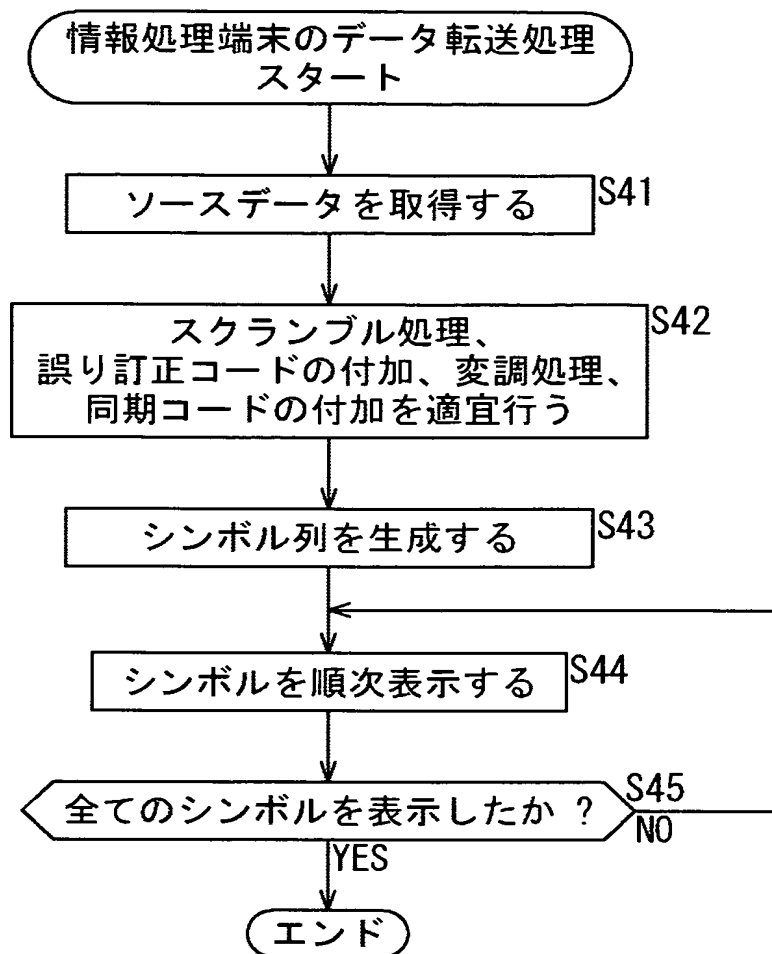 情報処理端末のデータ転送処理
スタート
ソースデータを取得する
S41
スクランブル処理、
誤り訂正コードの付加、変調処理、
同期コードの付加を適宜行う
S42
シンボル列を生成する
S43
シンボルを順次表示する
S44
全てのシンボルを表示したか？
S45
NO
YES
エンド